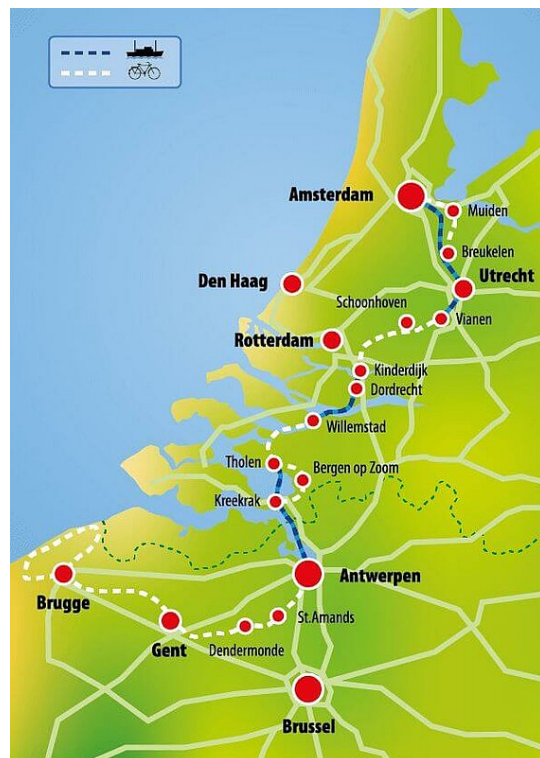 Amsterdam
Muiden
Breukelen
Utrecht
Den Haag
Schoonhoven
Vianen
Rotterdam
Kinderdijk
Dordrecht
Willemstad
Tholen
Bergen op Zoom
Kreekrak
Antwerpen
Brugge
St.Amands
Gent
Dendermonde
Brussel